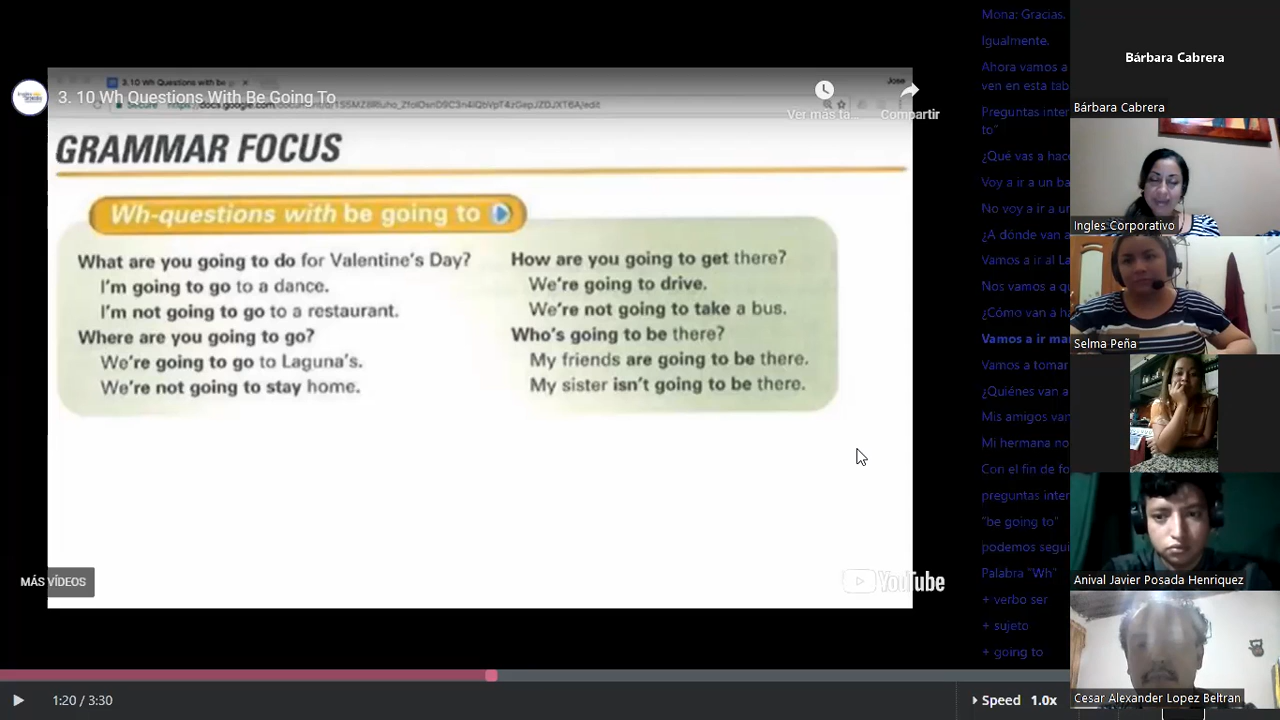 3. 10 Wh Questions With Be Going To
Ver más ta...
Compartir
GRAMMAR FOCUS
Wh-questions with be going to
What are you going to do for Valentine's Day?
I'm going to go to a dance.
I'm not going to go to a restaurant.
Where are you going to go?
We're going to go to Laguna's.
We're not going to stay home.
How are you going to get there?
We're going to drive.
We're not going to take a bus.
Who's going to be there?
My friends are going to be there.
My sister isn't going to be there.
MÁS VÍDEOS
YouTube
1:20 / 3:30
Speed 1.0x
Mona: Gracias.
Igualmente.
Ahora vamos a
ven en esta tab
Preguntas inter
to"
¿Qué vas a hace
Voy a ir a un ba
No voy a ir a un
¿A dónde van a
Vamos a ir al La
Nos vamos a qu
¿Cómo van a ha
Vamos a ir ma
Vamos a tomar
¿Quiénes van a
Mis amigos van
Mi hermana no
Con el fin de fo
preguntas inter
"be going to"
podemos segui
Palabra "Wh"
+ verbo ser
+ sujeto
+ going to
Bárbara Cabrera
Bárbara Cabrera
Ingles Corporativo
Selma Peña
Anival Javier Posada Henriquez
Cesar Alexander Lopez Beltran